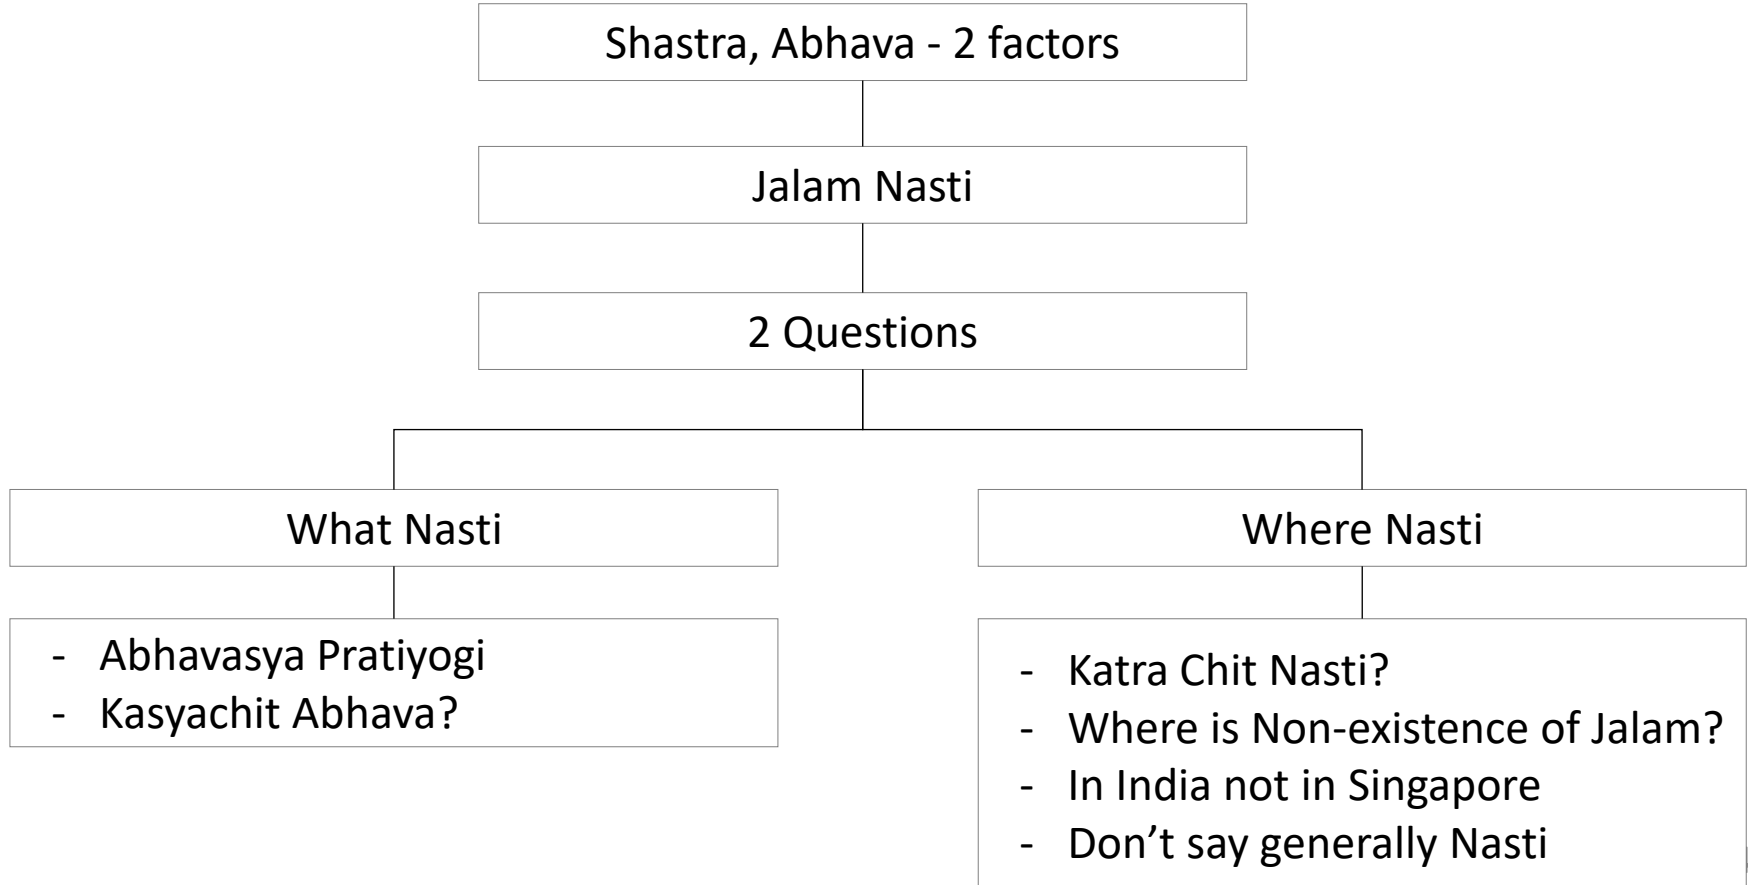 Shastra, Abhava - 2 factors
Jalam Nasti
2 Questions
What Nasti
Where Nasti
- Abhavasya Pratiyogi
- Kasyachit Abhava?
- Katra Chit Nasti?
- Where is Non-existence of Jalam?
- In India not in Singapore
- Don’t say generally Nasti